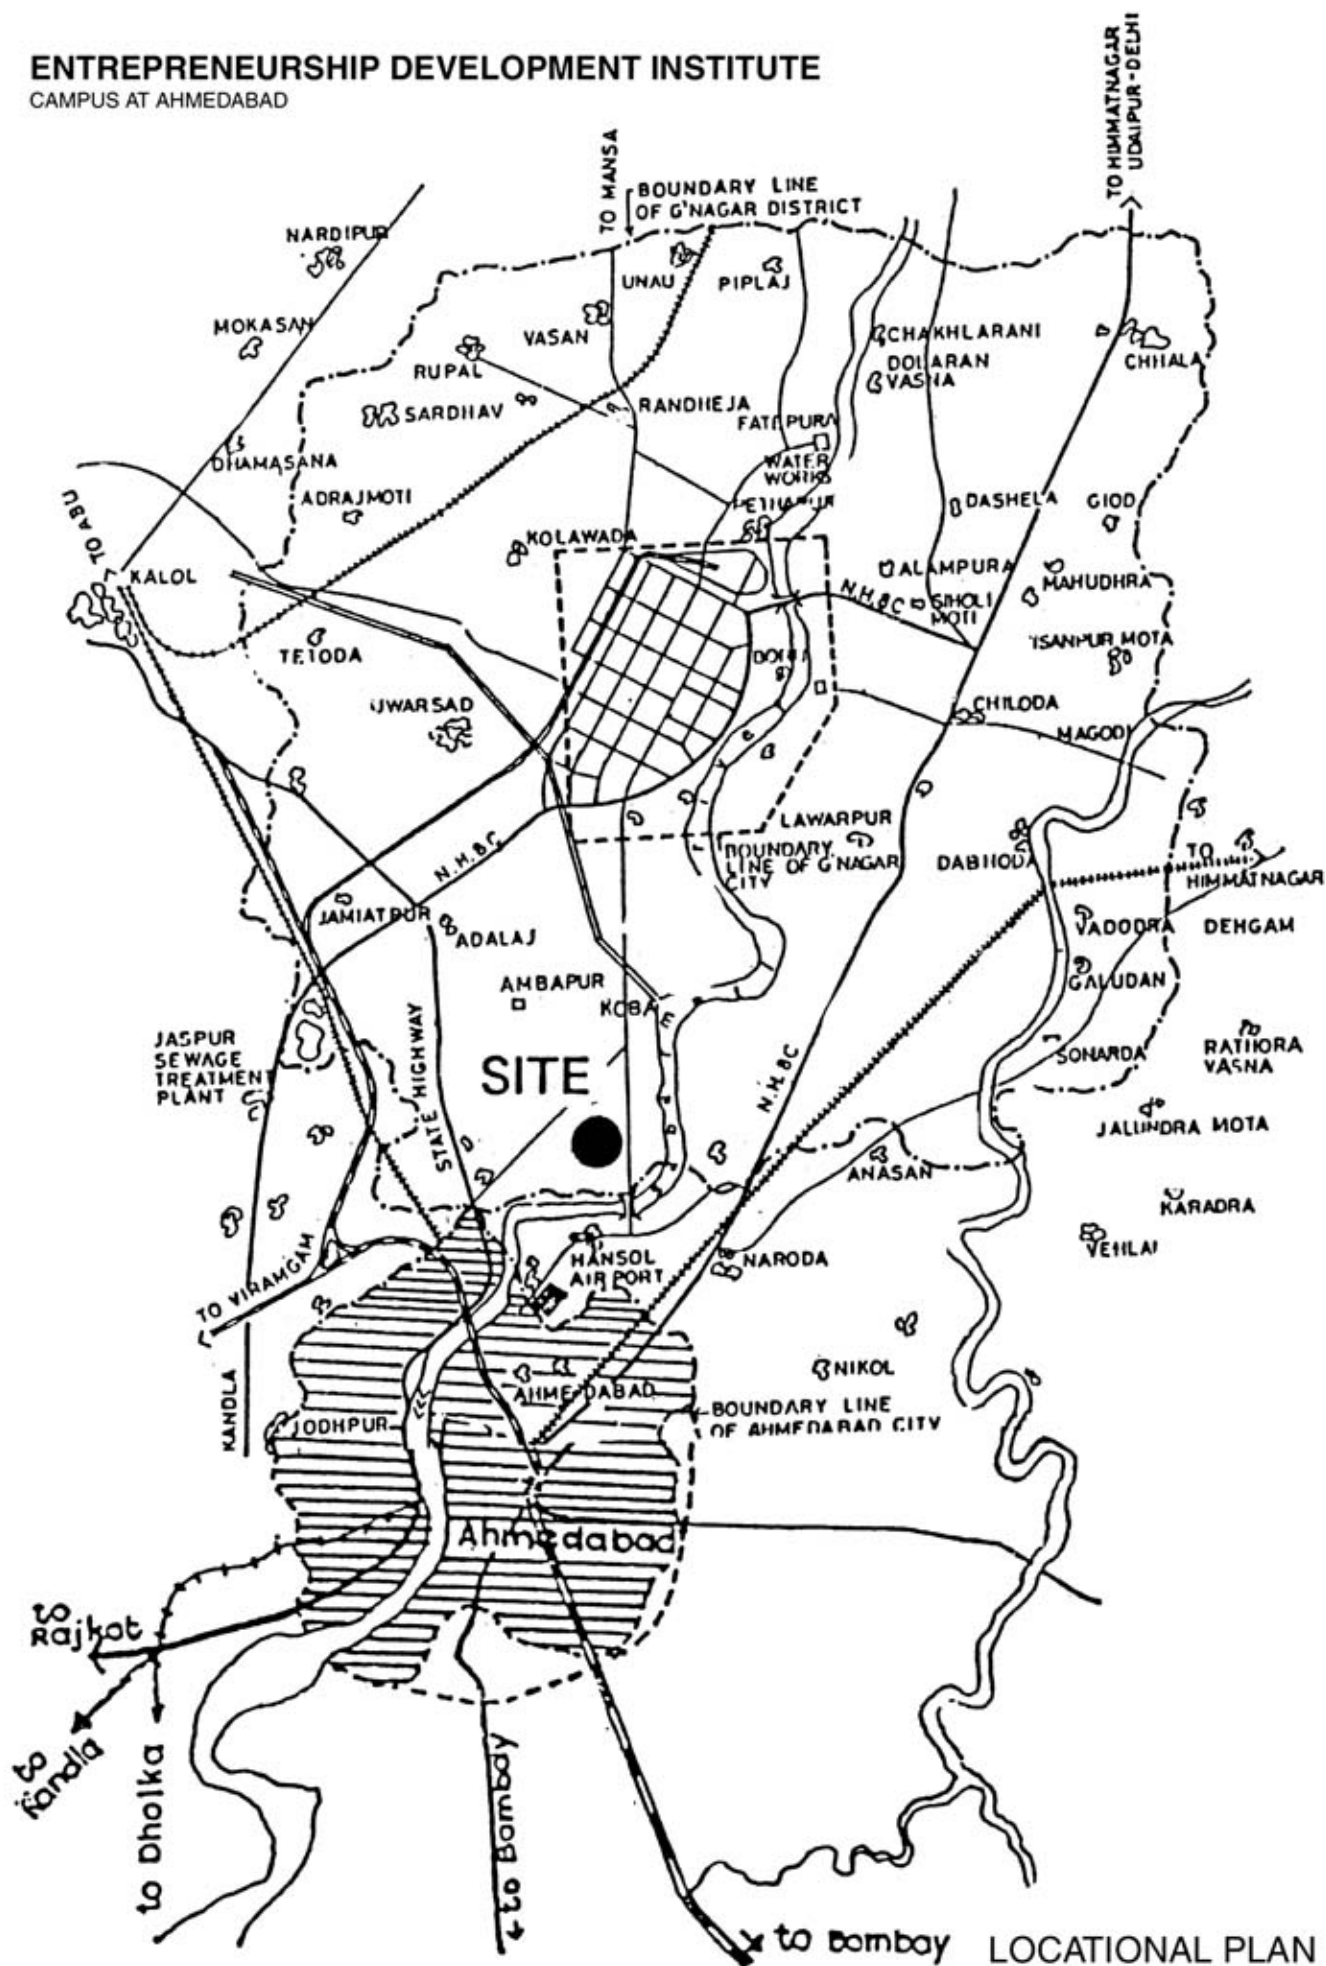 ENTREPRENEURSHIP DEVELOPMENT INSTITUTE
CAMPUS AT AHMEDABAD
TO HIMMATNAGAR
UDAIPUR-DELHI
TO MANSA
BOUNDARY LINE
OF G'NAGAR DISTRICT
NARDIPUR
UNAU
PIPLAJ
MOKASAN
VASAN
CHAKHLARANI
CHHALA
RUPAL
DOLARAN
VASNA
SARDHAV
RANDHEJA
FATEPURA
DHAMASANA
WATER
WORKS
ADRAJMOTI
PETHAPUR
DASHELA
GIOD
TO ABU
KOLAWADA
KALOL
ALAMPURA
MAHUDHRA
N.H.8C
SIHOLI
MOTI
TETODA
ISANPUR MOTA
UWARSAD
CHILODA
MAGODI
LAWARPUR
N.H.8C
BOUNDARY
LINE OF G'NAGAR
CITY
DABHODA
TO
HIMMATNAGAR
JAMIATPUR
ADALAJ
VADODRA
DEHGAM
AMBAPUR
KOBA
GALUDAN
JASPUR
SEWAGE
TREATMENT
PLANT
STATE HIGHWAY
SITE
N.H.8C
SONARDA
RATHORA
VASNA
JALUNDRA MOTA
ANASAN
KARADRA
VEHLAL
TO VIRAMGAM
HANSOL
AIRPORT
NARODA
NIKOL
KANDLA
AHMEDABAD
JODHPUR
BOUNDARY LINE
OF AHMEDABAD CITY
Ahmedabad
to
Rajkot
to
Kandla
to Dholka
to Bombay
to Bombay
LOCATIONAL PLAN